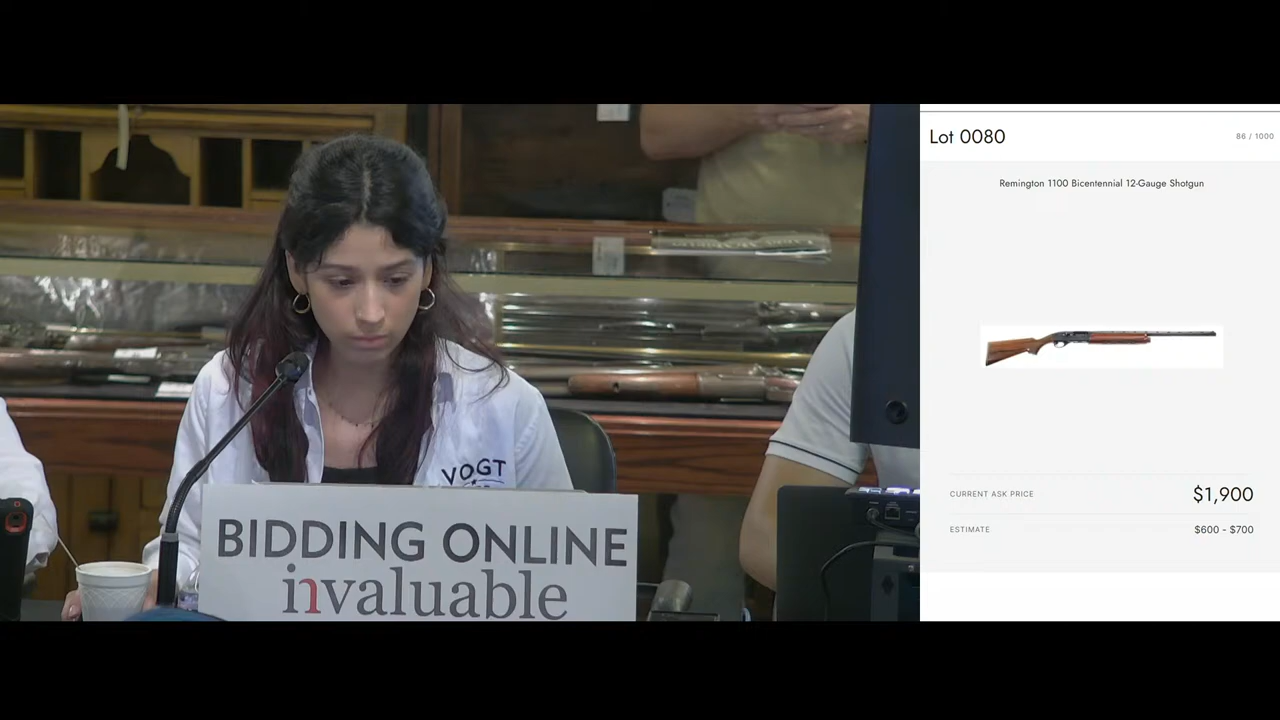 Lot 0080
86 / 1000
Remington 1100 Bicentennial 12-Gauge Shotgun
VOGT
BIDDING ONLINE
invaluable
CURRENT ASK PRICE
$1,900
ESTIMATE
$600 - $700